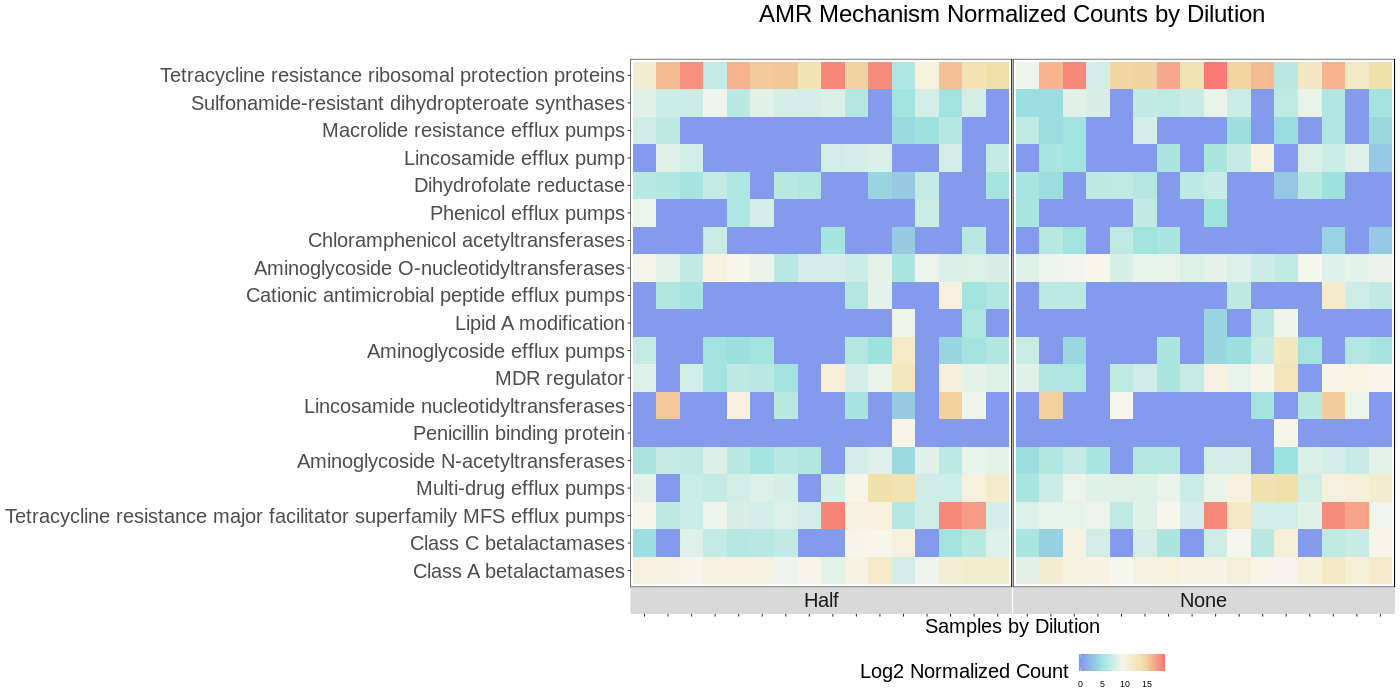 AMR Mechanism Normalized Counts by Dilution
Tetracycline resistance ribosomal protection proteins
Sulfonamide-resistant dihydropteroate synthases
Macrolide resistance efflux pumps
Lincosamide efflux pump
Dihydrofolate reductase
Phenicol efflux pumps
Chloramphenicol acetyltransferases
Aminoglycoside O-nucleotidyltransferases
Cationic antimicrobial peptide efflux pumps
Lipid A modification
Aminoglycoside efflux pumps
MDR regulator
Lincosamide nucleotidyltransferases
Penicillin binding protein
Aminoglycoside N-acetyltransferases
Multi-drug efflux pumps
Tetracycline resistance major facilitator superfamily MFS efflux pumps
Class C betalactamases
Class A betalactamases
Half None
Samples by Dilution
Log2 Normalized Count
0 5 10 15